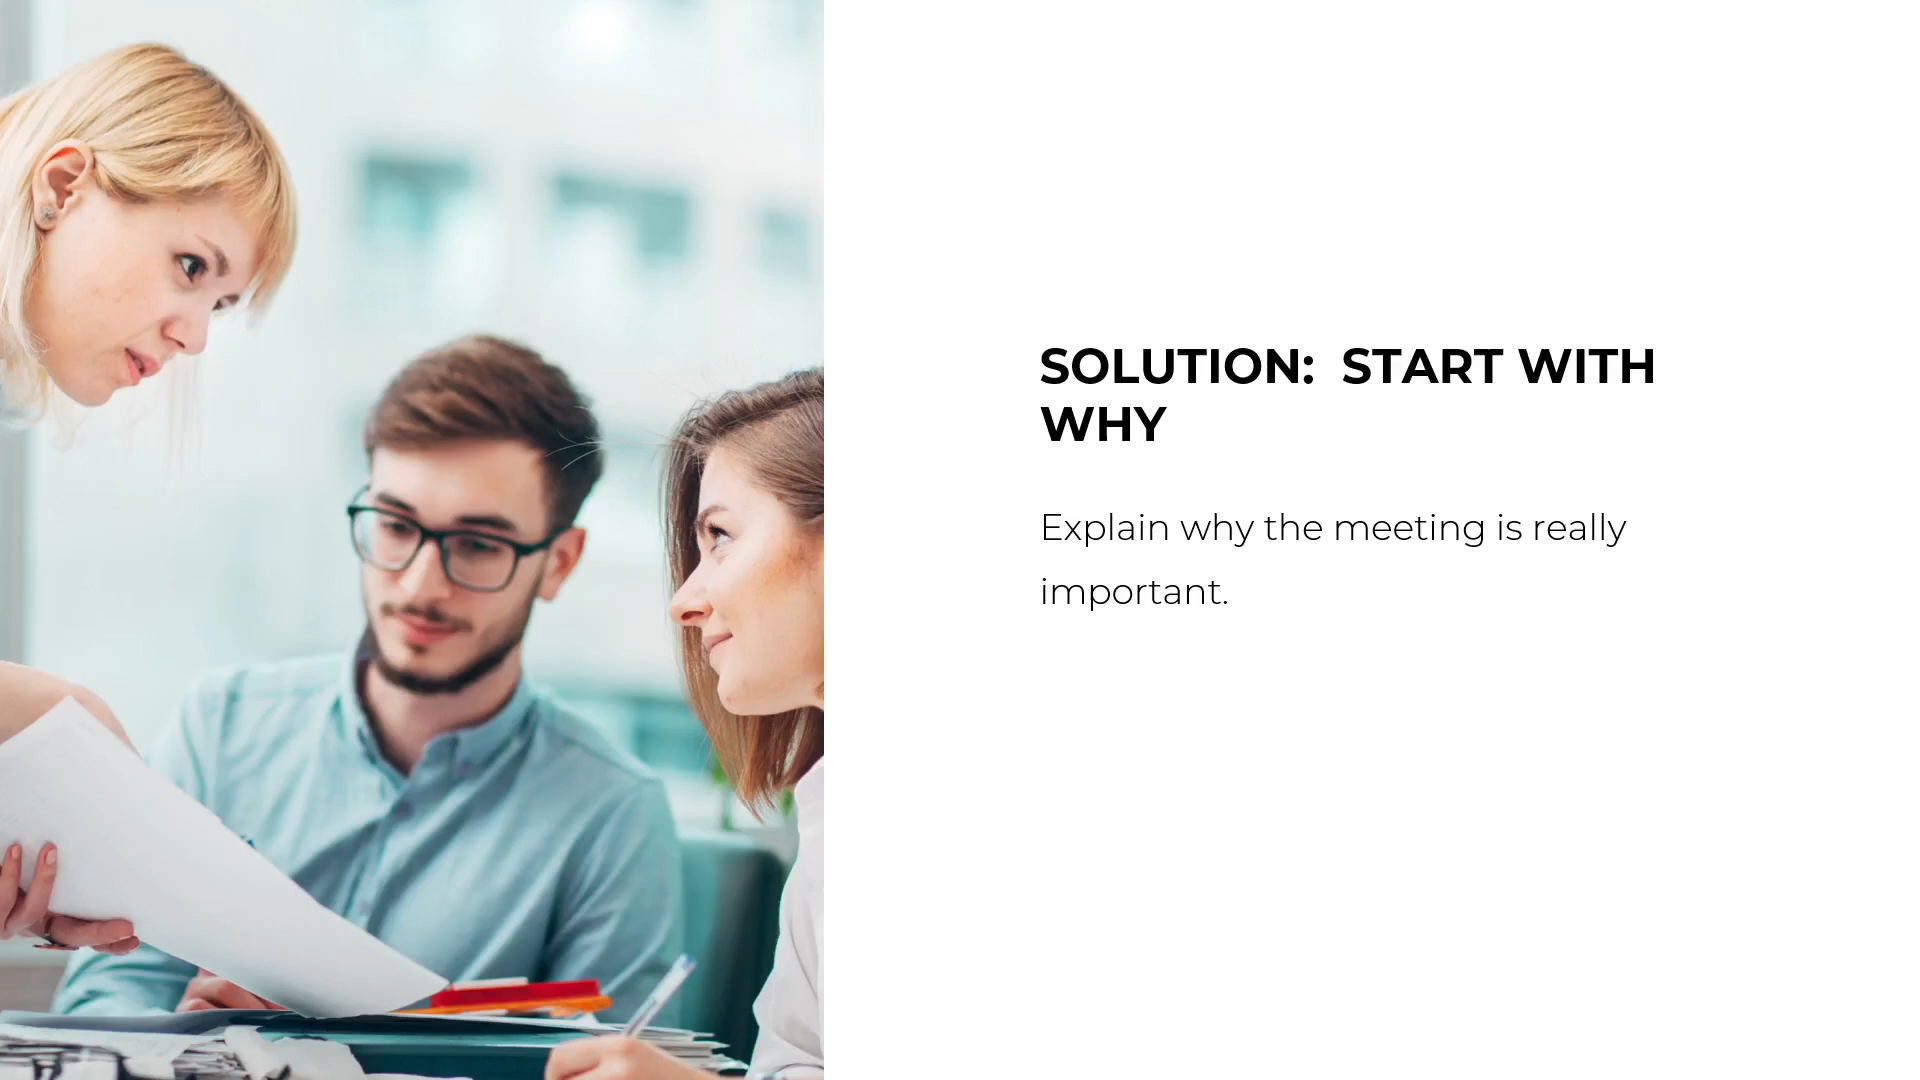 SOLUTION:  START WITH
WHY
Explain why the meeting is really
important.